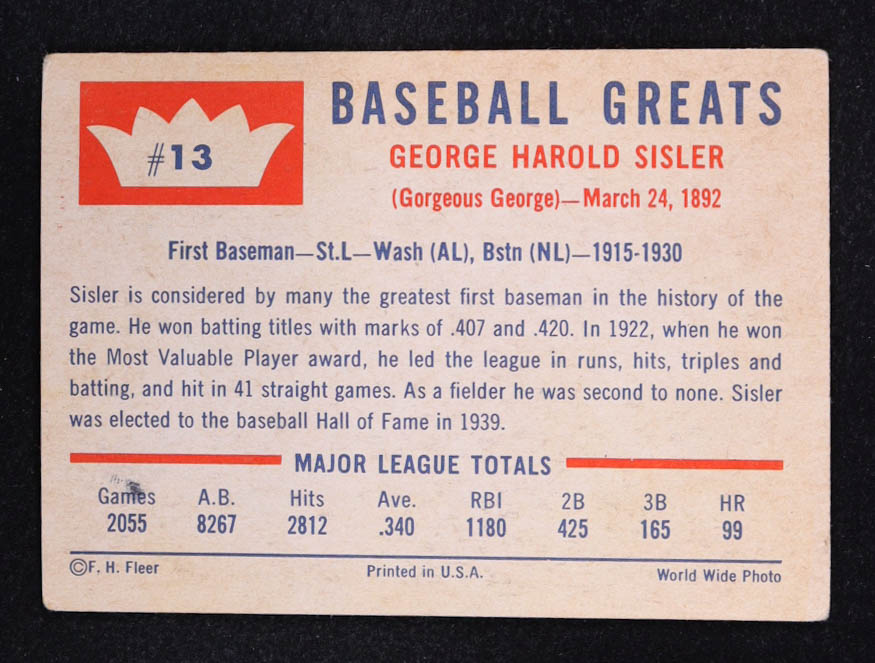 #13
BASEBALL GREATS
GEORGE HAROLD SISLER
(Gorgeous George)—March 24, 1892
First Baseman—St.L—Wash (AL), Bstn (NL)—1915-1930
Sisler is considered by many the greatest first baseman in the history of the
game. He won batting titles with marks of .407 and .420. In 1922, when he won
the Most Valuable Player award, he led the league in runs, hits, triples and
batting, and hit in 41 straight games. As a fielder he was second to none. Sisler
was elected to the baseball Hall of Fame in 1939.
MAJOR LEAGUE TOTALS
Games A.B. Hits Ave. RBI 2B 3B HR
2055 8267 2812 .340 1180 425 165 99
©F. H. Fleer Printed in U.S.A. World Wide Photo